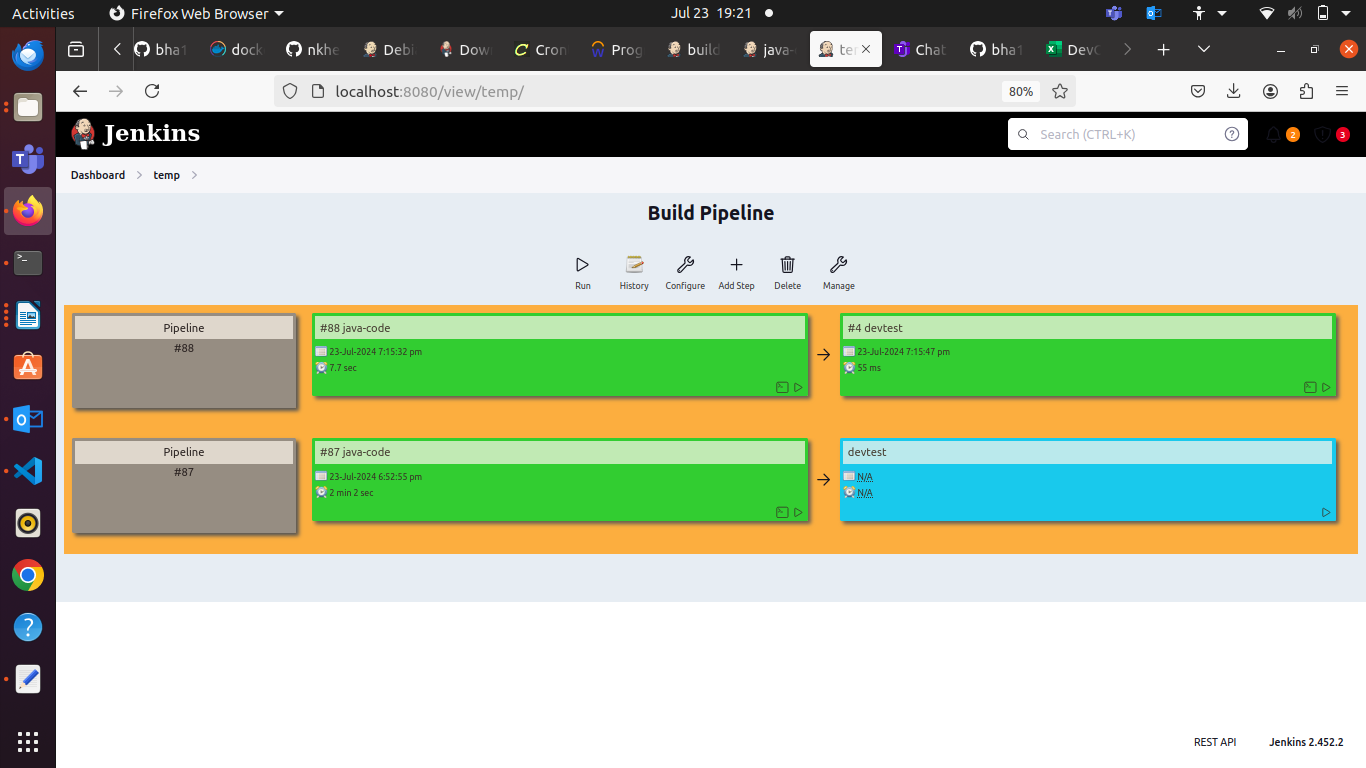 Activities Firefox Web Browser Jul 23 19:21
bha1 dock nkhe Debi Dow Cron Prog build java- ter Chat bha1 DevO
localhost:8080/view/temp/ 80%
Jenkins Search (CTRL+K) ? 2 3
Dashboard temp
Build Pipeline
Run History Configure Add Step Delete Manage
Pipeline
#88
#88 java-code
23-Jul-2024 7:15:32 pm
7.7 sec
#4 devtest
23-Jul-2024 7:15:47 pm
55 ms
Pipeline
#87
#87 java-code
23-Jul-2024 6:52:55 pm
2 min 2 sec
devtest
N/A
N/A
REST API Jenkins 2.452.2